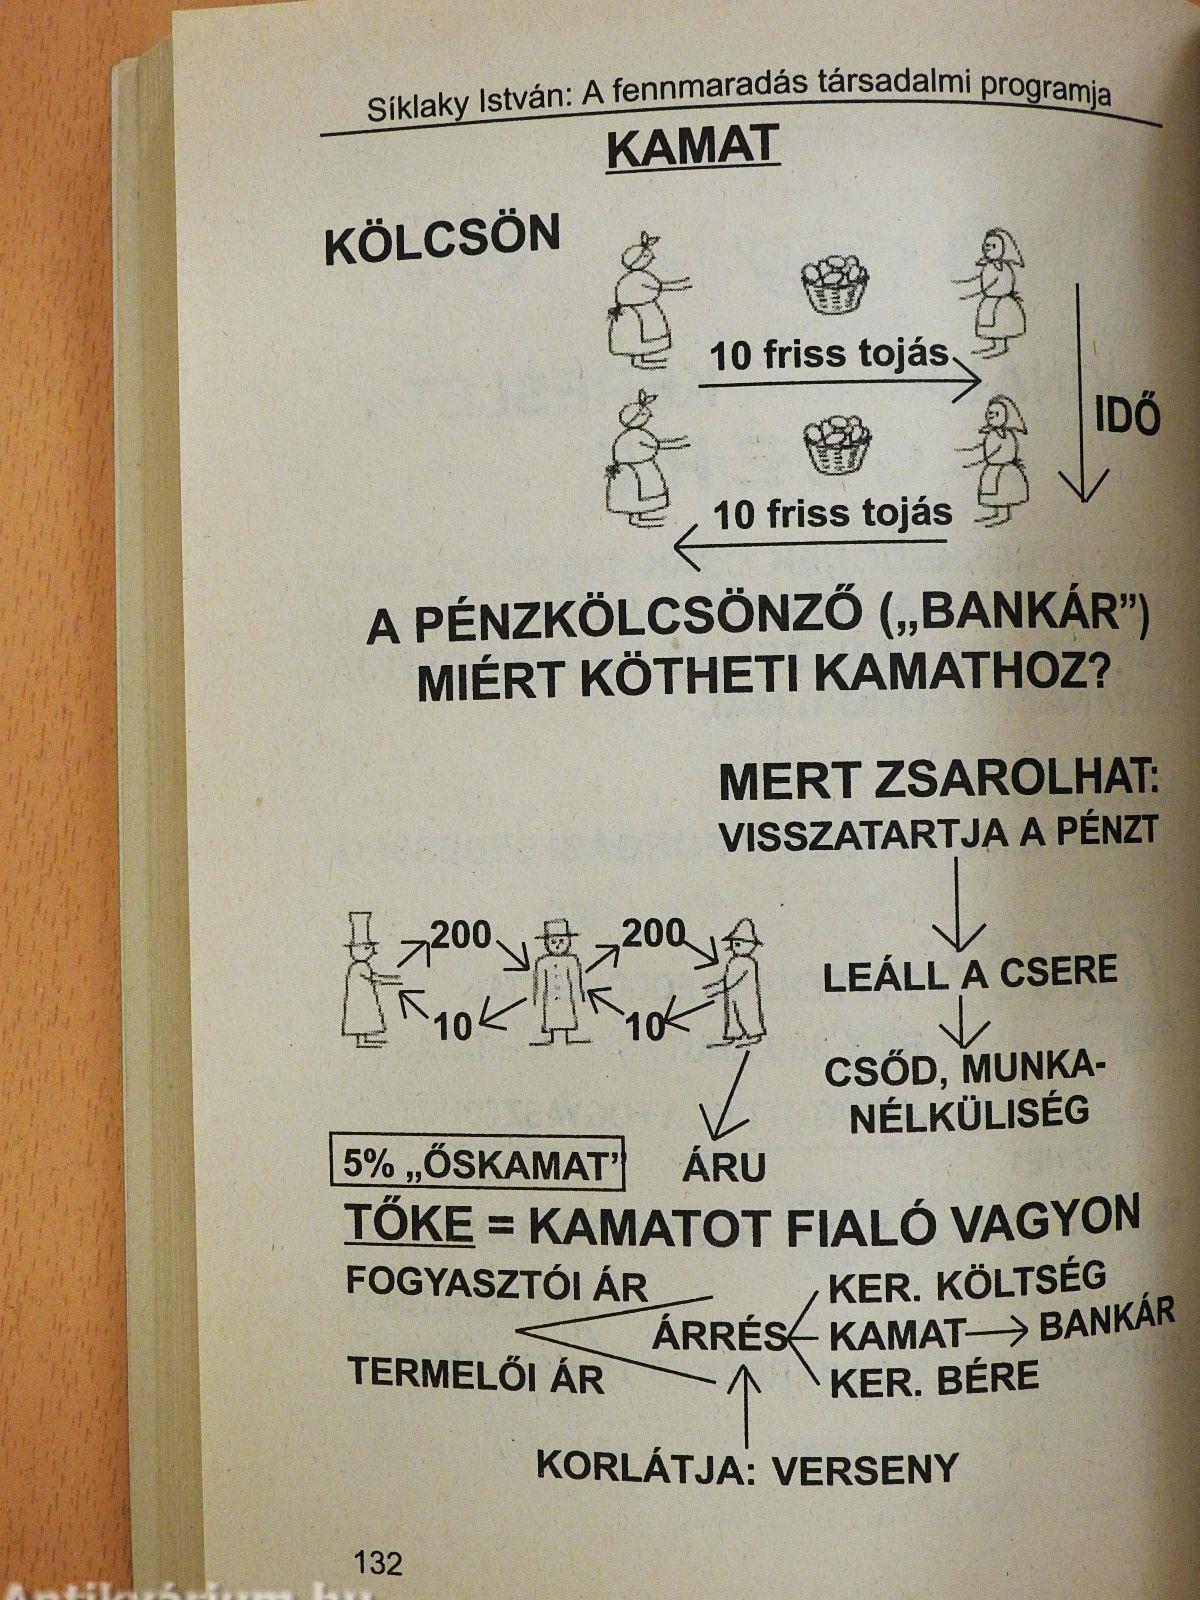 Síklaky István: A fennmaradás társadalmi programja
KAMAT
KÖLCSÖN
10 friss tojás
IDŐ
10 friss tojás
A PÉNZKÖLCSÖNZŐ („BANKÁR”)
MIÉRT KÖTHETI KAMATHOZ?
MERT ZSAROLHAT:
VISSZATARTJA A PÉNZT
200 200
LEÁLL A CSERE
10 10
CSŐD, MUNKA-
NÉLKÜLISÉG
5% „ŐSKAMAT” ÁRU
TŐKE = KAMATOT FIALÓ VAGYON
FOGYASZTÓI ÁR KER. KÖLTSÉG
ÁRRÉS KAMAT BANKÁR
TERMELŐI ÁR KER. BÉRE
KORLÁTJA: VERSENY
132
Antikvárium.hu